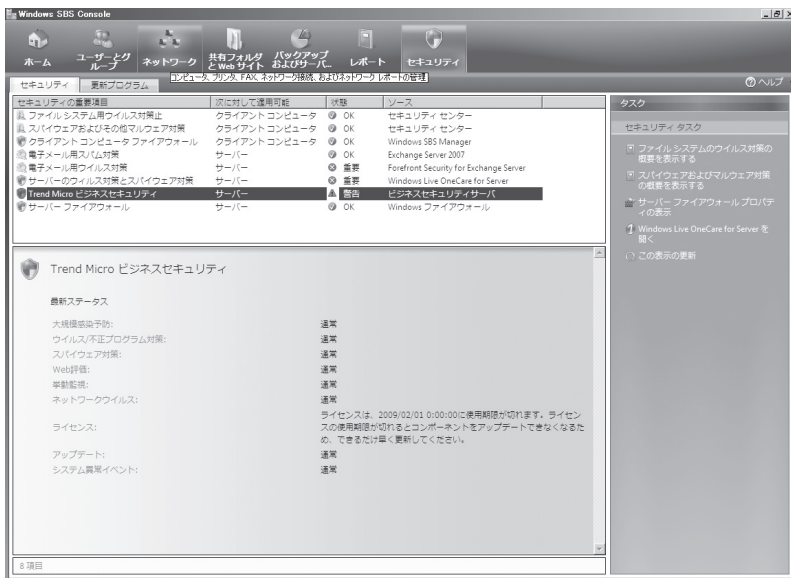 Windows SBS Console
ホーム
ユーザーとグループ
ネットワーク
共有フォルダと Web サイト
バックアップおよびサーバ...
レポート
セキュリティ
コンピュータ、プリンタ、FAX、ネットワーク接続、およびネットワーク レポートの管理
セキュリティ
更新プログラム
ヘルプ
セキュリティの重要項目 次に対して適用可能 状態 ソース
ファイル システム用ウイルス対策止 クライアント コンピュータ OK セキュリティ センター
スパイウェアおよびその他マルウェア対策 クライアント コンピュータ OK セキュリティ センター
クライアント コンピュータ ファイアウォール クライアント コンピュータ OK Windows SBS Manager
電子メール用スパム対策 サーバー OK Exchange Server 2007
電子メール用ウイルス対策 サーバー 重要 Forefront Security for Exchange Server
サーバーのウィルス対策とスパイウェア対策 サーバー 重要 Windows Live OneCare for Server
Trend Micro ビジネスセキュリティ サーバー 警告 ビジネスセキュリティサーバ
サーバー ファイアウォール サーバー OK Windows ファイアウォール
Trend Micro ビジネスセキュリティ
最新ステータス
大規模感染予防: 通常
ウイルス/不正プログラム対策: 通常
スパイウェア対策: 通常
Web評価: 通常
挙動監視: 通常
ネットワークウイルス: 通常
ライセンス: ライセンスは、2009/02/01 0:00:00に使用期限が切れます。ライセン
スの使用期限が切れるとコンポーネントをアップデートできなくなるた
め、できるだけ早く更新してください。
アップデート: 通常
システム異常イベント: 通常
8 項目
タスク
セキュリティ タスク
ファイル システムのウイルス対策の
概要を表示する
スパイウェアおよびマルウェア対策
の概要を表示する
サーバー ファイアウォール プロパテ
ィの表示
Windows Live OneCare for Server を
開く
この表示の更新